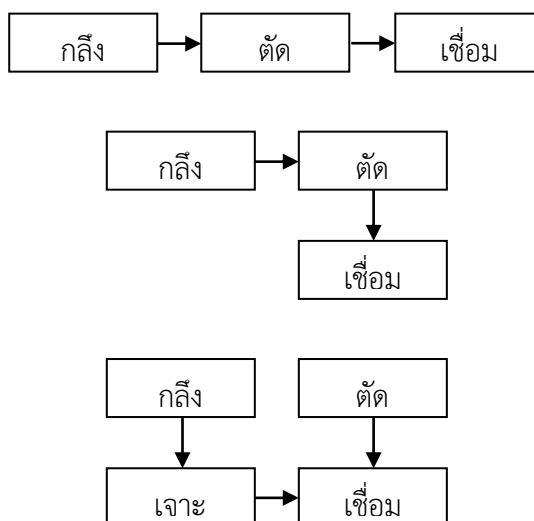 กลึง ตัด เชื่อม
กลึง ตัด
เชื่อม
กลึง ตัด
เจาะ เชื่อม